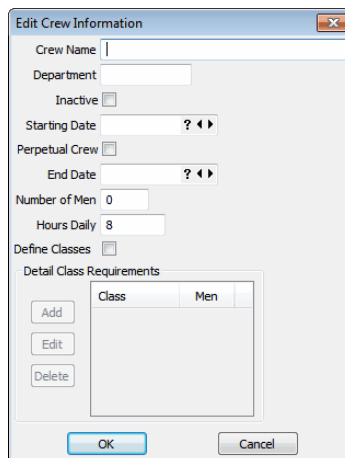 Edit Crew Information
Crew Name
Department
Inactive
Starting Date ?
Perpetual Crew
End Date ?
Number of Men 0
Hours Daily 8
Define Classes
Detail Class Requirements
Class Men
Add
Edit
Delete
OK Cancel